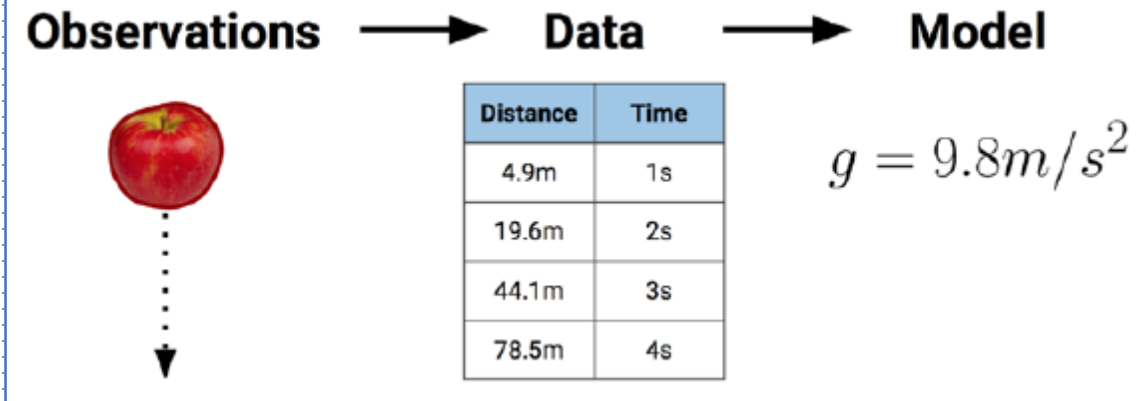 Observations → Data → Model
Distance Time
4.9m 1s
19.6m 2s
44.1m 3s
78.5m 4s
g = 9.8m/s²